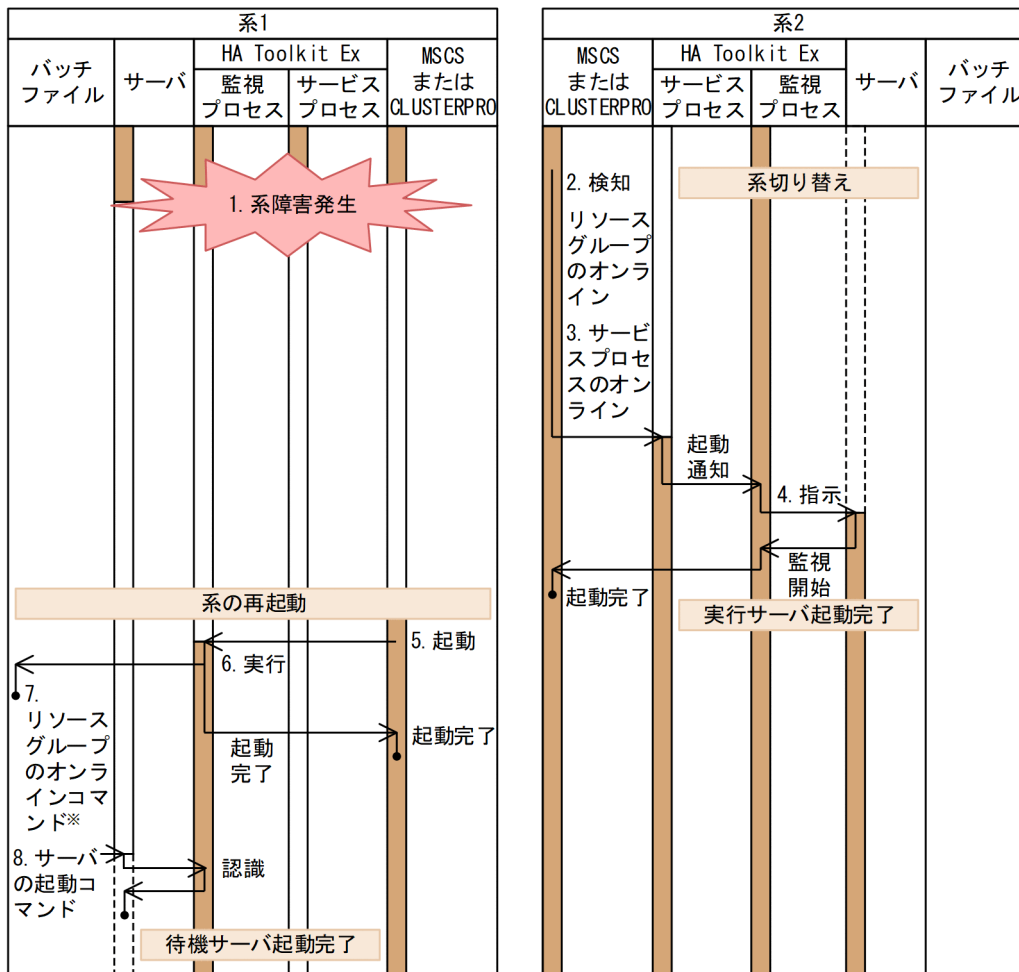 系1
バッチ
ファイル
サーバ
HA Toolkit Ex
監視
プロセス
サービス
プロセス
MSCS
または
CLUSTERPRO
1. 系障害発生
系の再起動
5. 起動
6. 実行
7.
リソース
グループ
のオンラ
インコマ
ンド※
起動
完了
起動完了
8. サーバ
の起動コ
マンド
認識
待機サーバ起動完了
系2
MSCS
または
CLUSTERPRO
HA Toolkit Ex
サービス
プロセス
監視
プロセス
サーバ
バッチ
ファイル
2. 検知
系切り替え
リソース
グループ
のオンラ
イン
3. サービ
スプロセ
スのオン
ライン
起動
通知
4. 指示
監視
開始
起動完了
実行サーバ起動完了